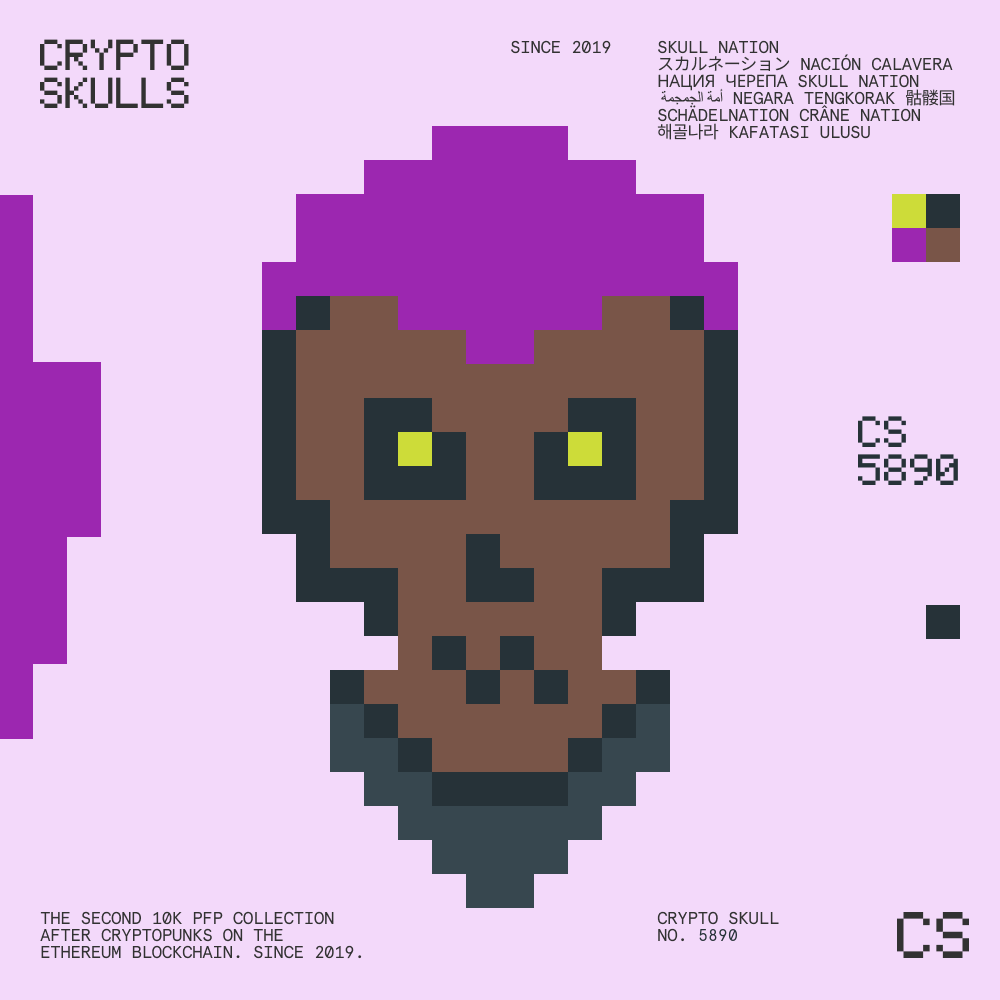 CRYPTO
SKULLS
SINCE 2019
SKULL NATION
スカルネーション NACIÓN CALAVERA
НАЦИЯ ЧЕРЕПА SKULL NATION
أمة الجمجمة NEGARA TENGKORAK 骷髅国
SCHÄDELNATION CRÂNE NATION
해골나라 KAFATASI ULUSU
CS
5890
THE SECOND 10K PFP COLLECTION
AFTER CRYPTOPUNKS ON THE
ETHEREUM BLOCKCHAIN. SINCE 2019.
CRYPTO SKULL
NO. 5890
CS